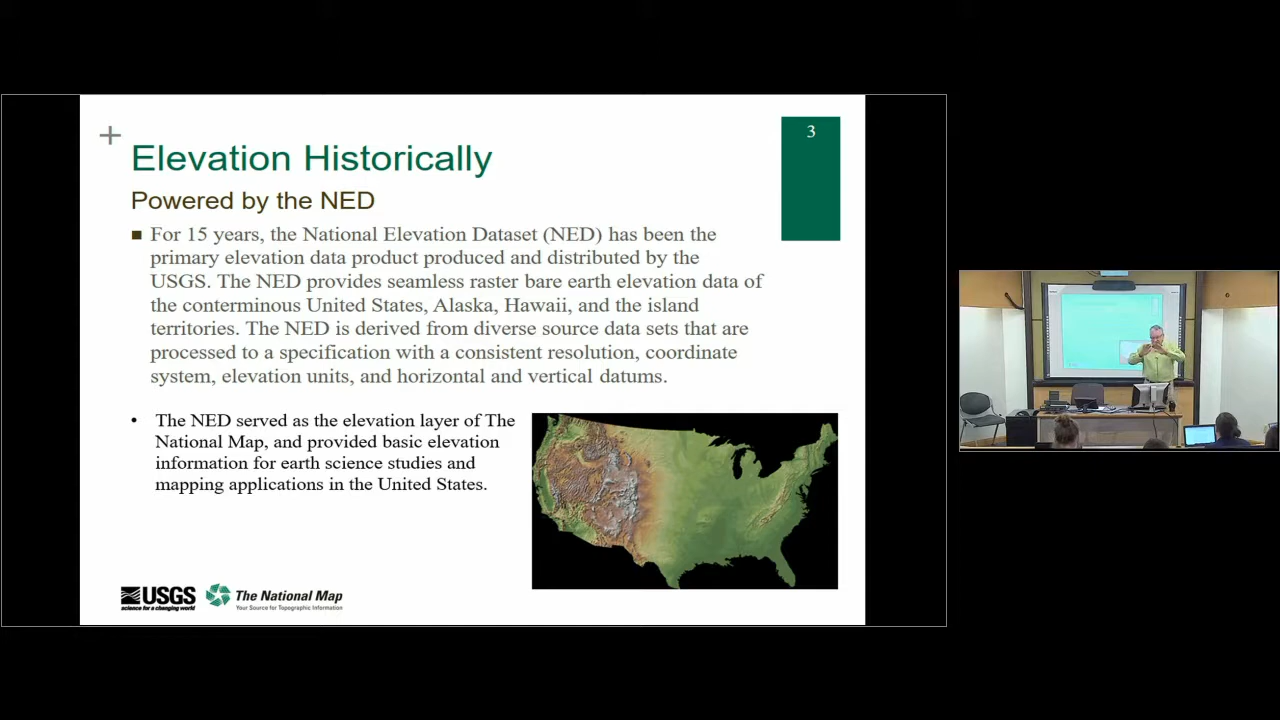 +
3
Elevation Historically
Powered by the NED
■ For 15 years, the National Elevation Dataset (NED) has been the
primary elevation data product produced and distributed by the
USGS. The NED provides seamless raster bare earth elevation data of
the conterminous United States, Alaska, Hawaii, and the island
territories. The NED is derived from diverse source data sets that are
processed to a specification with a consistent resolution, coordinate
system, elevation units, and horizontal and vertical datums.
• The NED served as the elevation layer of The
National Map, and provided basic elevation
information for earth science studies and
mapping applications in the United States.
USGS
science for a changing world
The National Map
Your Source for Topographic Information